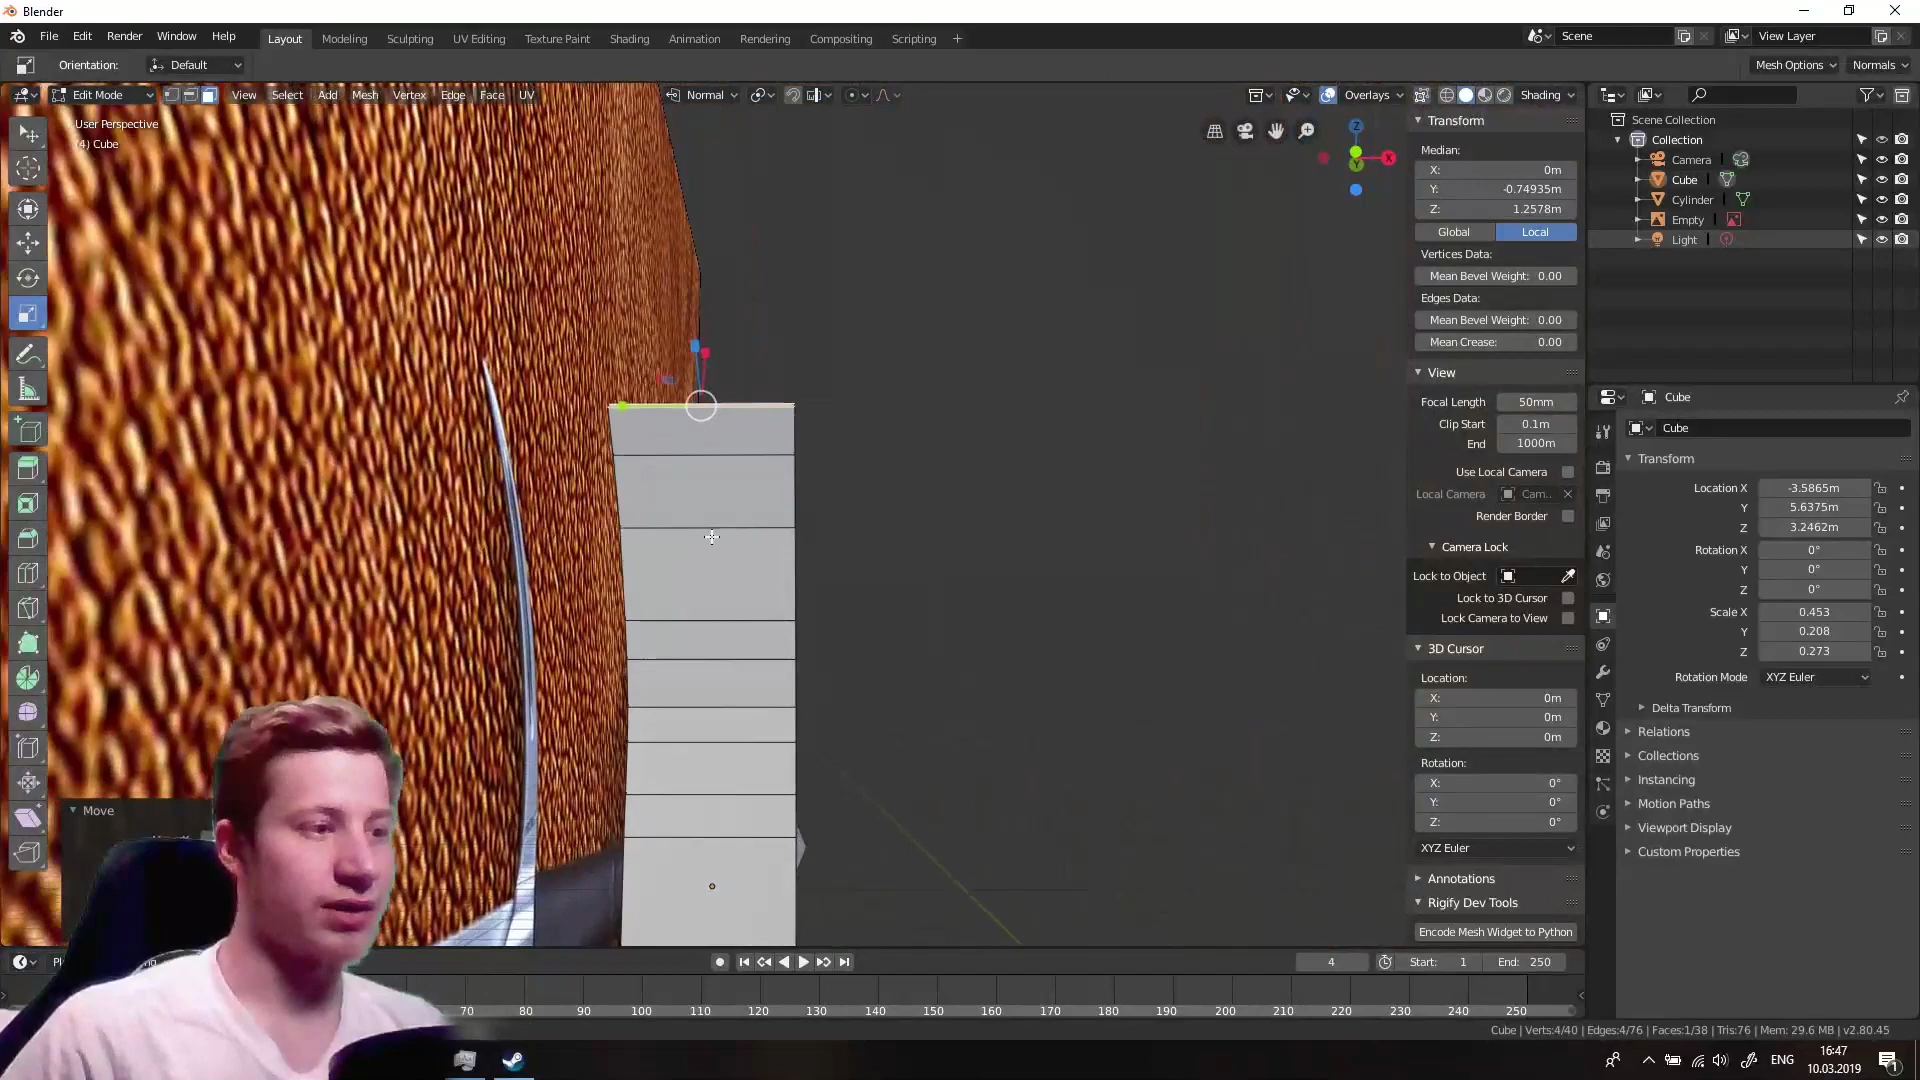 Blender
File Edit Render Window Help Layout Modeling Sculpting UV Editing Texture Paint Shading Animation Rendering Compositing Scripting + Scene View Layer
Orientation: Default Mesh Options Normals
Edit Mode View Select Add Mesh Vertex Edge Face UV Normal Overlays Shading
User Perspective
(4) Cube
Z
X
Y
Transform
Median:
X: 0m
Y: -0.74935m
Z: 1.2578m
Global Local
Vertices Data:
Mean Bevel Weight: 0.00
Edges Data:
Mean Bevel Weight: 0.00
Mean Crease: 0.00
View
Focal Length 50mm
Clip Start 0.1m
End 1000m
Use Local Camera
Local Camera Cam..
Render Border
Camera Lock
Lock to Object
Lock to 3D Cursor
Lock Camera to View
3D Cursor
Location:
X: 0m
Y: 0m
Z: 0m
Rotation:
X: 0°
Y: 0°
Z: 0°
XYZ Euler
Annotations
Rigify Dev Tools
Encode Mesh Widget to Python
Scene Collection
Collection
Camera
Cube
Cylinder
Empty
Light
Cube
Cube
Transform
Location X -3.5865m
Y 5.6375m
Z 3.2462m
Rotation X 0°
Y 0°
Z 0°
Scale X 0.453
Y 0.208
Z 0.273
Rotation Mode XYZ Euler
Delta Transform
Relations
Collections
Instancing
Motion Paths
Viewport Display
Custom Properties
Move
4 Start: 1 End: 250
70 80 90 100 110 120 130 140 150 160 170 180 190 200 210 220 230 240 250
Cube | Verts:4/40 | Edges:4/76 | Faces:1/38 | Tris:76 | Mem: 29.6 MB | v2.80.45
ENG 16:47
10.03.2019 1